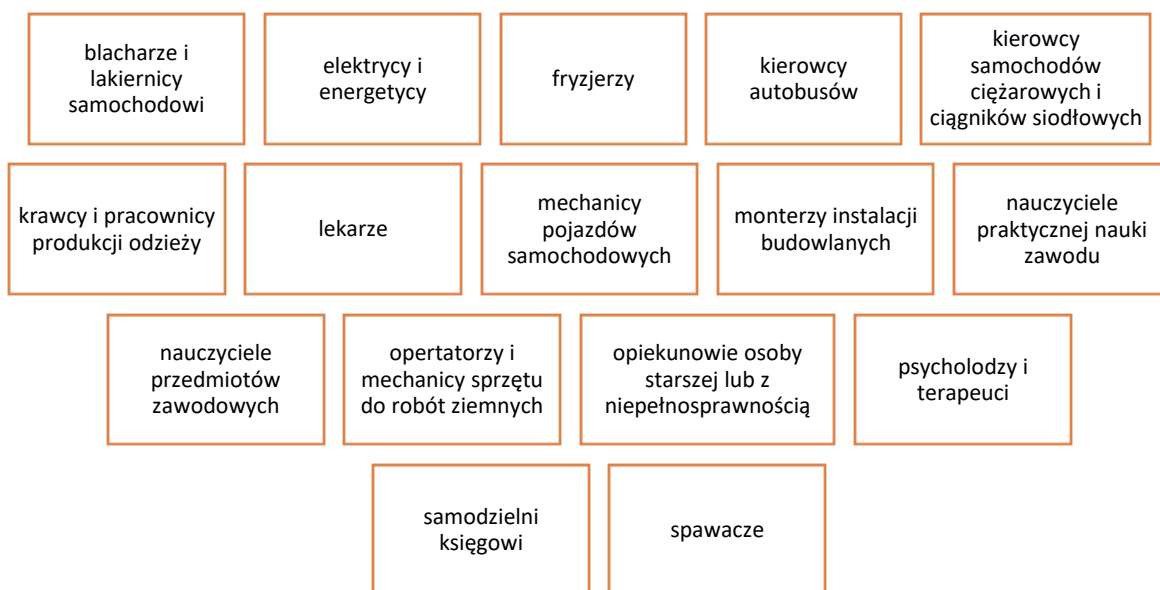 blacharze i
lakiernicy
samochodowi
elektrycy i
energetycy
fryzjerzy
kierowcy
autobusów
kierowcy
samochodów
ciężarowych i
ciągników siodłowych
krawcy i pracownicy
produkcji odzieży
lekarze
mechanicy
pojazdów
samochodowych
monterzy instalacji
budowlanych
nauczyciele
praktycznej nauki
zawodu
nauczyciele
przedmiotów
zawodowych
opertatorzy i
mechanicy sprzętu
do robót ziemnych
opiekunowie osoby
starszej lub z
niepełnosprawnością
psycholodzy i
terapeuci
samodzielni
księgowi
spawacze